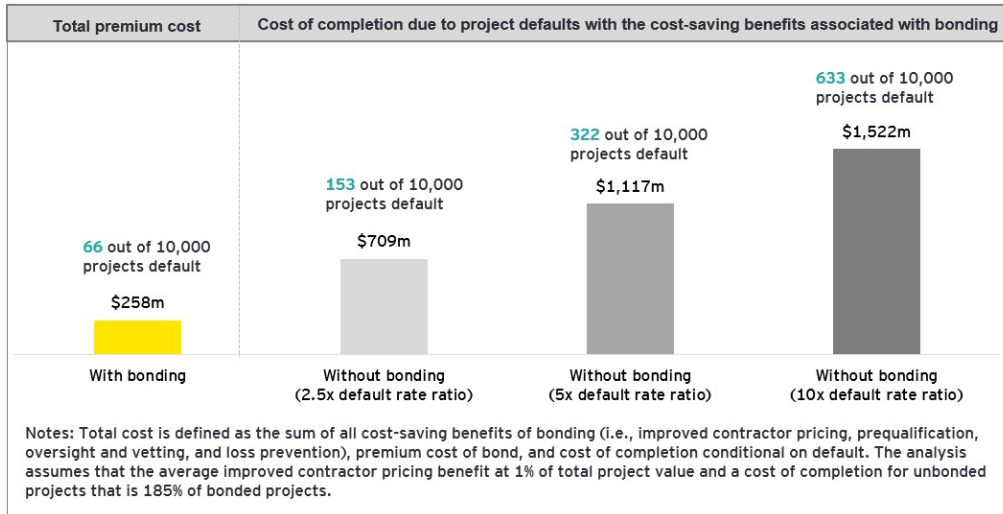 Total premium cost
Cost of completion due to project defaults with the cost-saving benefits associated with bonding
66 out of 10,000
projects default
$258m
With bonding
153 out of 10,000
projects default
$709m
Without bonding
(2.5x default rate ratio)
322 out of 10,000
projects default
$1,117m
Without bonding
(5x default rate ratio)
633 out of 10,000
projects default
$1,522m
Without bonding
(10x default rate ratio)
Notes: Total cost is defined as the sum of all cost-saving benefits of bonding (i.e., improved contractor pricing, prequalification,
oversight and vetting, and loss prevention), premium cost of bond, and cost of completion conditional on default. The analysis
assumes that the average improved contractor pricing benefit at 1% of total project value and a cost of completion for unbonded
projects that is 185% of bonded projects.